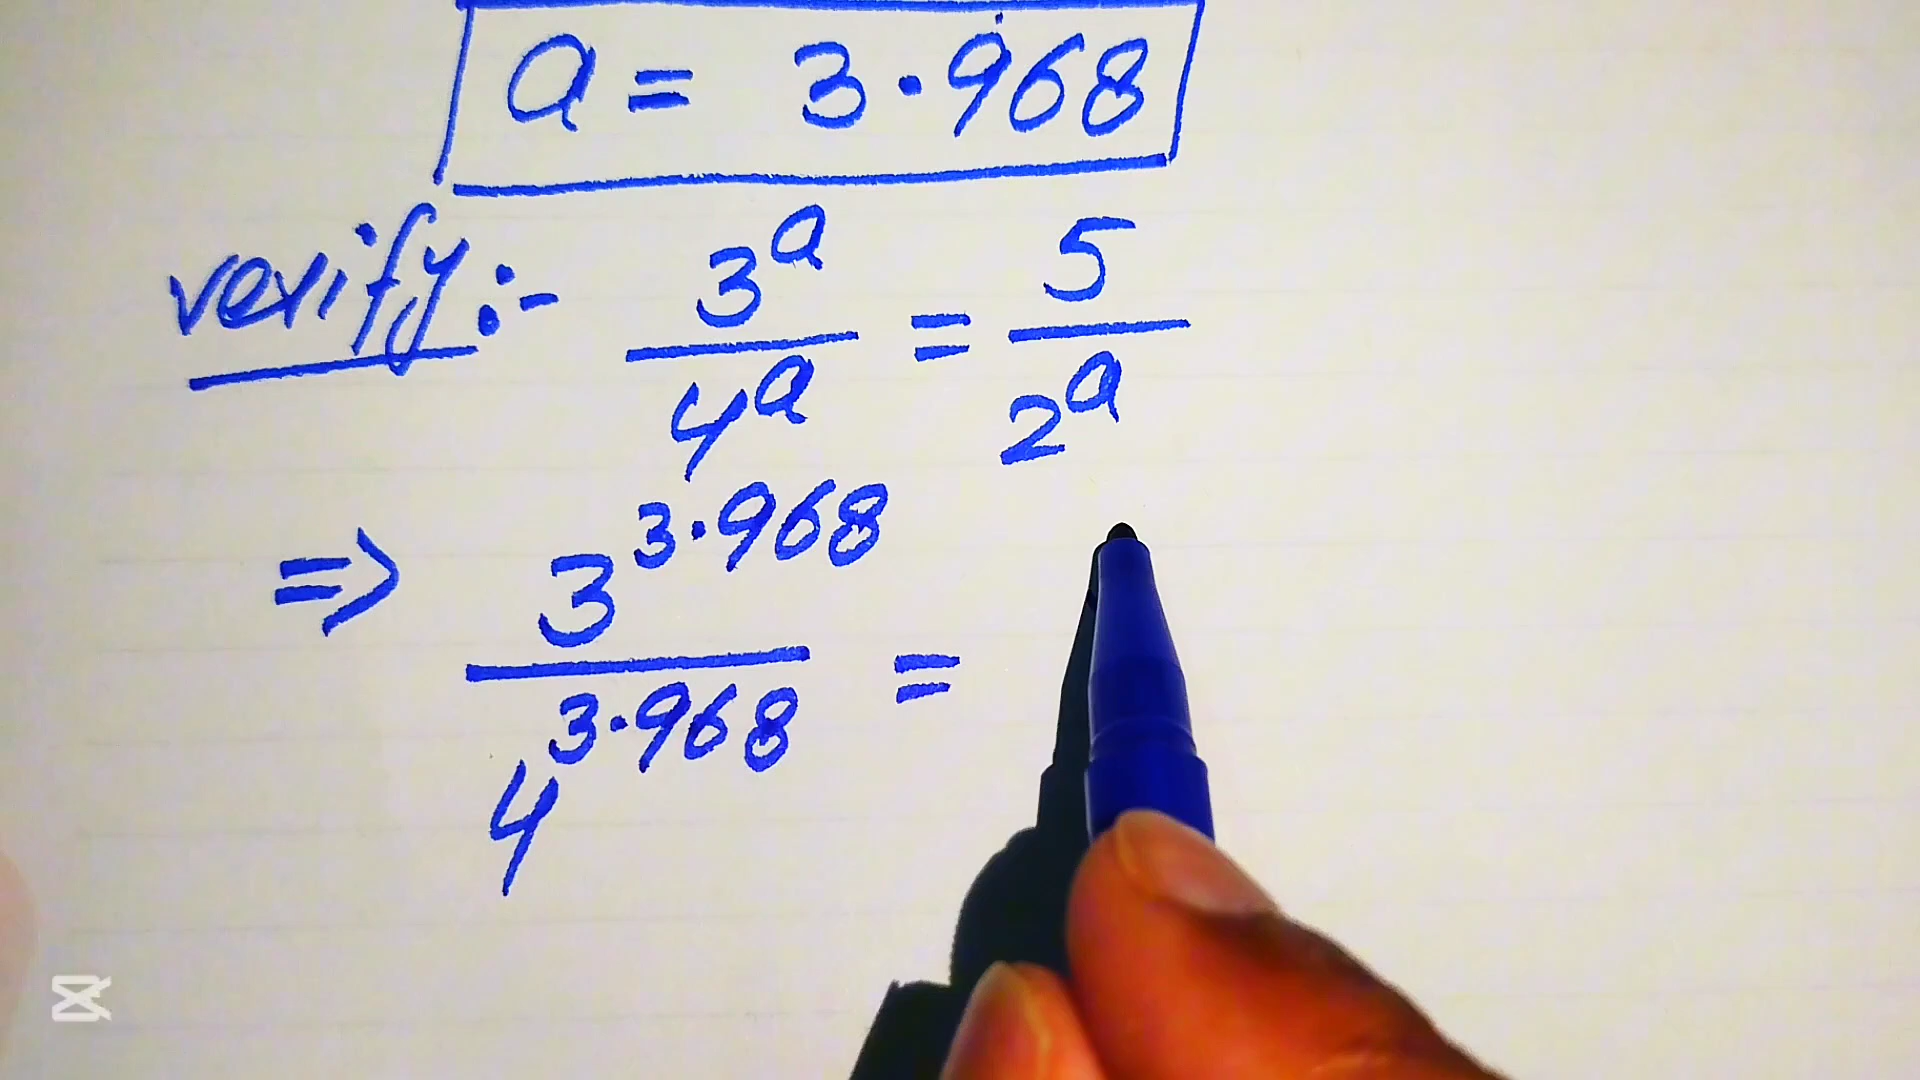 a = 3.968
verify :- 3^a/4^a = 5/2^a
=> 3^3.968/4^3.968 =